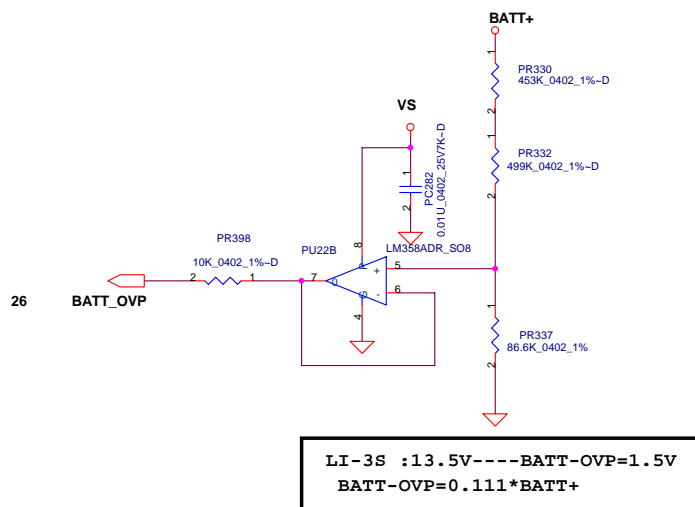 BATT+
1
PR330
453K_0402_1%~D
2
VS
1
PR332
499K_0402_1%~D
2
1
PC282
0.01U_0402_25V7K~D
2
8
PU22B
LM358ADR_SO8
P
+
5
7
O
-
6
G
4
PR398
10K_0402_1%~D
2
1
26
BATT_OVP
1
PR337
86.6K_0402_1%
2
LI-3S :13.5V----BATT-OVP=1.5V
BATT-OVP=0.111*BATT+